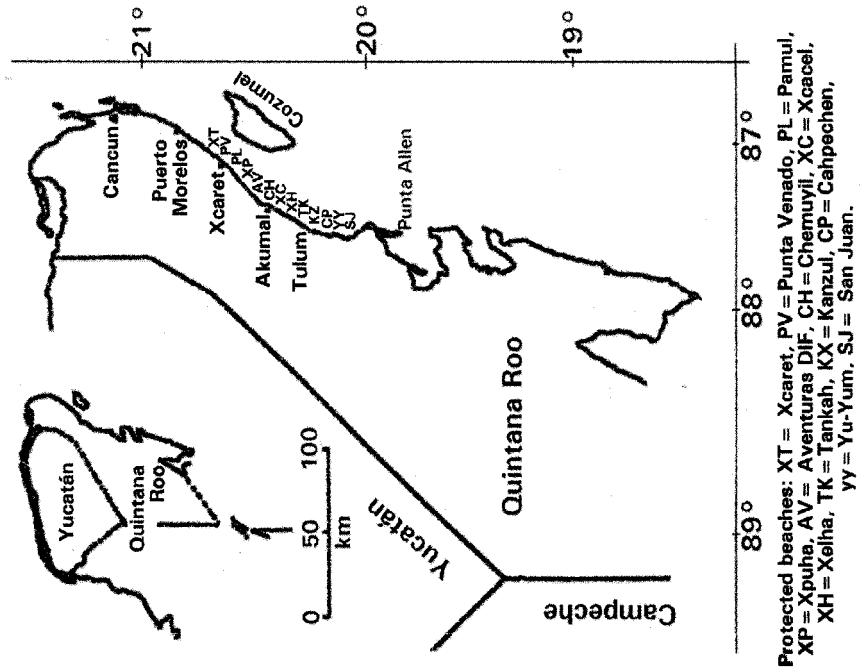 21°
20°
19°
Cancun
Puerto
Morelos
Xcaret
Akumal
Tulum
XT
PV
PL
XP
AV
CH
XC
XH
TK
KZ
CP
YY
SJ
Cozumel
Punta Allen
87°
88°
89°
Yucatán
Quintana
Roo
0 50 100
km
Yucatán
Quintana Roo
Campeche
Protected beaches: XT = Xcaret, PV = Punta Venado, PL = Pamul,
XP = Xpuha, AV = Aventuras DIF, CH = Chemuyil, XC = Xcacel,
XH = Xelha, TK = Tankah, KX = Kanzul, CP = Cahpechen,
yy = Yu-Yum, SJ = San Juan.